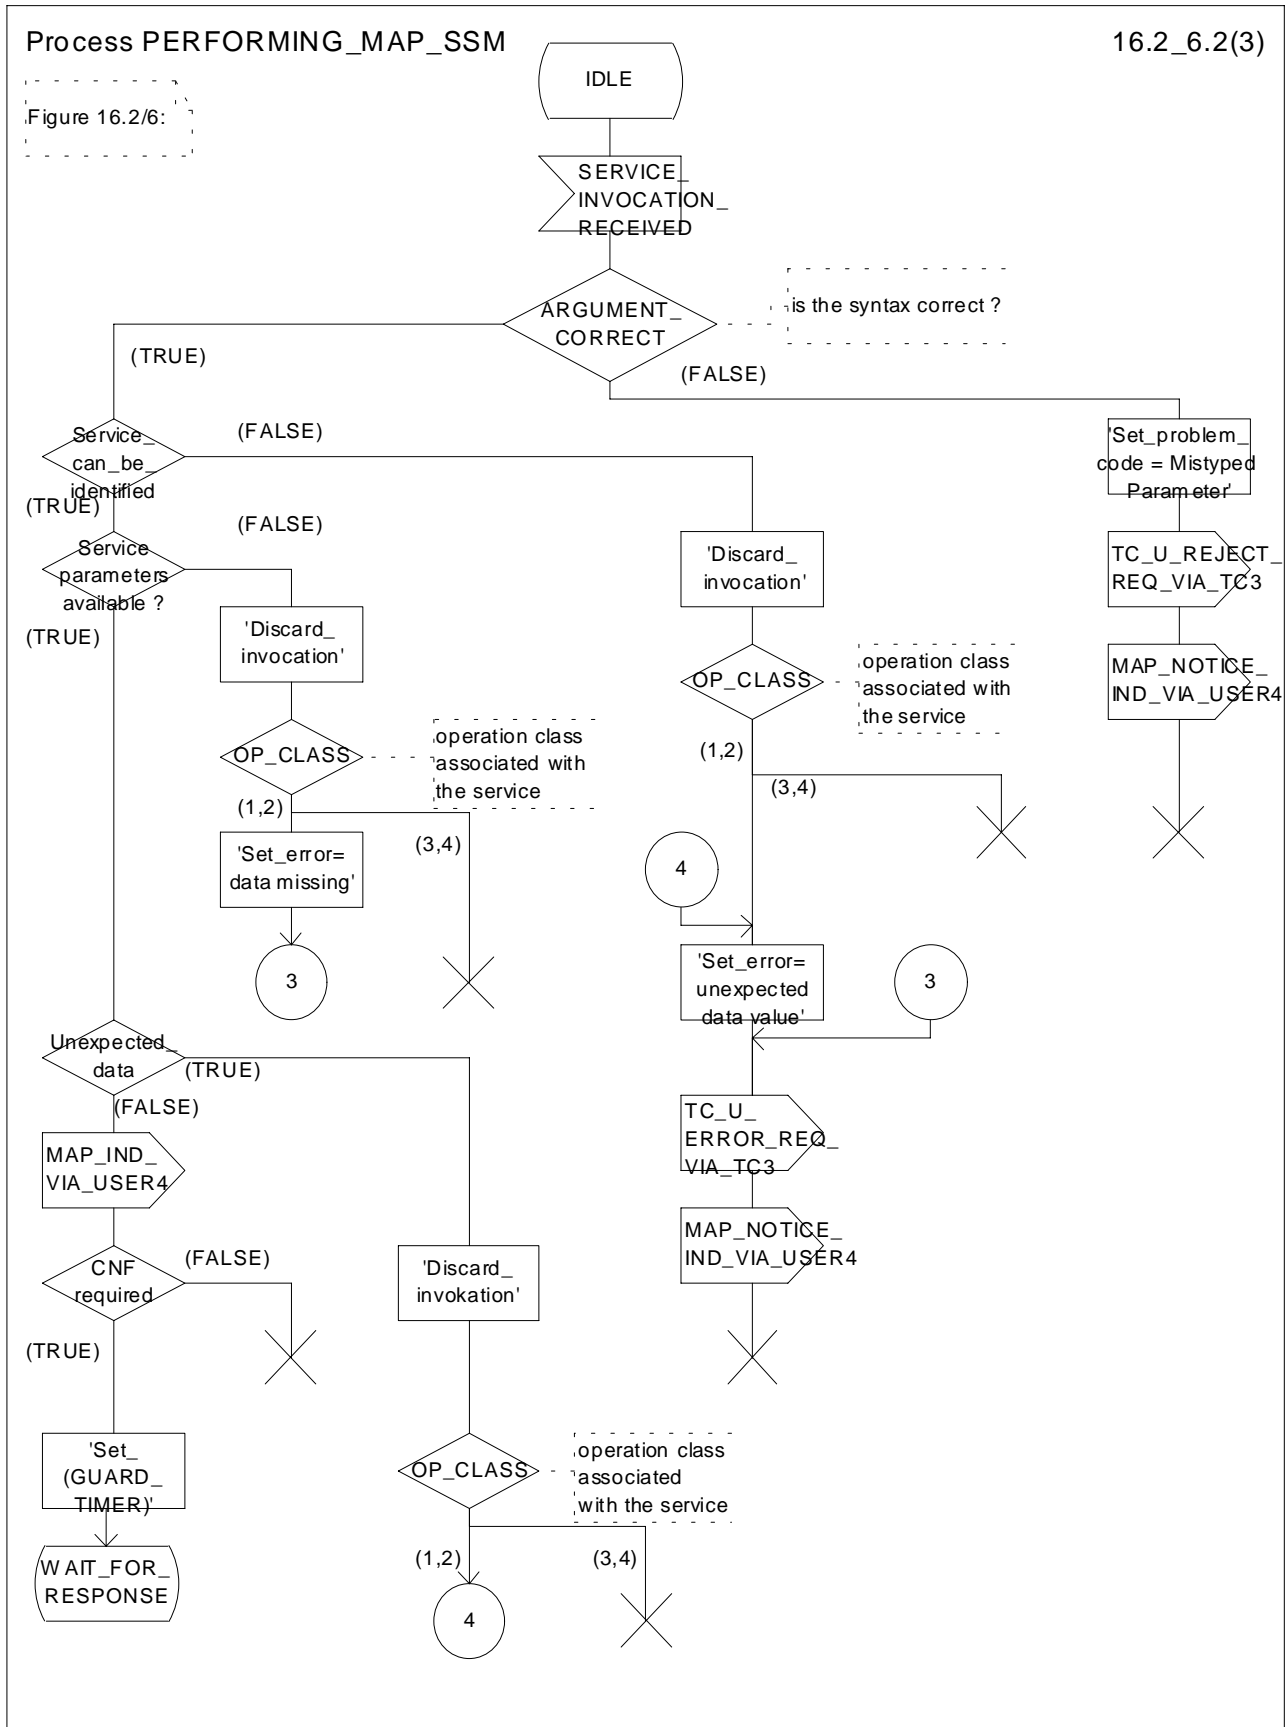 Process PERFORMING_MAP_SSM
16.2_6.2(3)
Figure 16.2/6:
IDLE
SERVICE_
INVOCATION_
RECEIVED
ARGUMENT_
CORRECT
is the syntax correct ?
(TRUE)
(FALSE)
Service_
can_be_
identified
(FALSE)
'Set_problem_
code = Mistyped
Parameter'
(TRUE)
Service
parameters
available ?
(FALSE)
'Discard_
invocation'
TC_U_REJECT_
REQ_VIA_TC3
(TRUE)
'Discard_
invocation'
OP_CLASS
operation class
associated with
the service
MAP_NOTICE_
IND_VIA_USER4
OP_CLASS
operation class
associated with
the service
(1,2)
(3,4)
(1,2)
(3,4)
'Set_error=
data missing'
4
3
'Set_error=
unexpected
data value'
3
Unexpected_
data
(TRUE)
(FALSE)
TC_U_
ERROR_REQ_
VIA_TC3
MAP_IND_
VIA_USER4
MAP_NOTICE_
IND_VIA_USER4
CNF
required
(FALSE)
'Discard_
invokation'
(TRUE)
'Set_
(GUARD_
TIMER)'
OP_CLASS
operation class
associated
with the service
(1,2)
(3,4)
WAIT_FOR_
RESPONSE
4